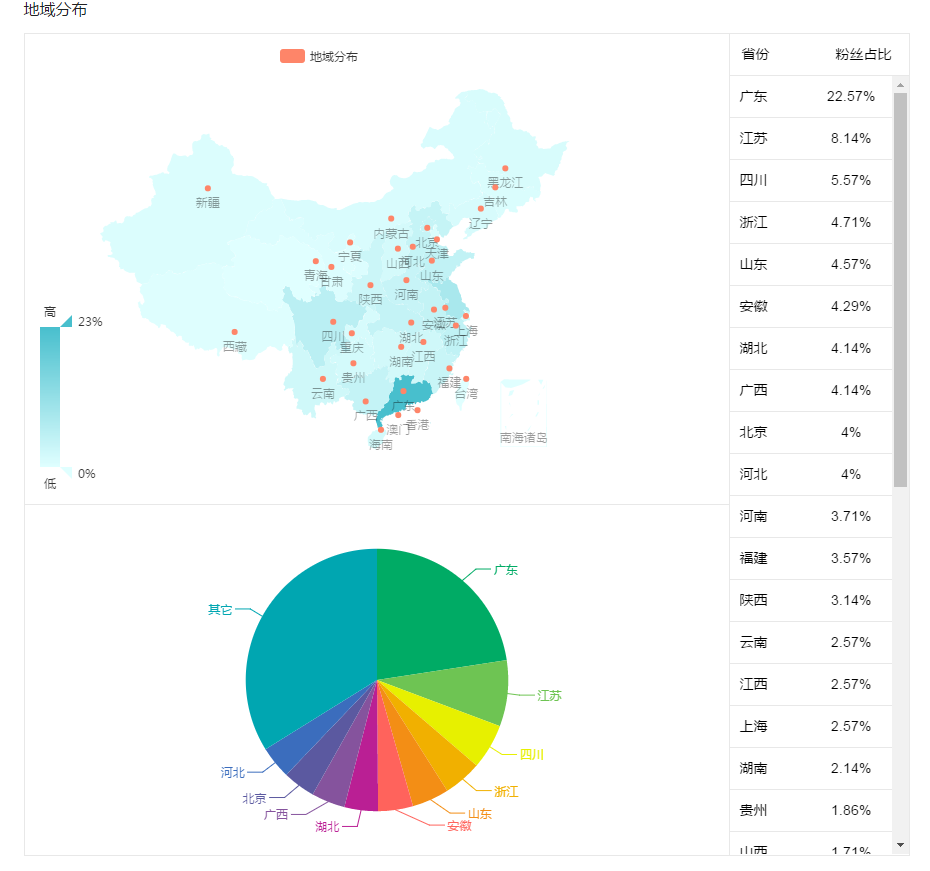 地域分布
地域分布
黑龙江
新疆
吉林
辽宁
内蒙古
北京
天津
宁夏
山西
河北
青海
甘肃
山东
陕西
河南
高
23%
四川
重庆
湖北
安徽
江苏
上海
浙江
西藏
湖南
江西
贵州
福建
云南
台湾
广东
广西
香港
澳门
海南
南海诸岛
0%
低
广东
其它
江苏
四川
河北
浙江
北京
广西
山东
湖北
安徽
省份 粉丝占比
广东 22.57%
江苏 8.14%
四川 5.57%
浙江 4.71%
山东 4.57%
安徽 4.29%
湖北 4.14%
广西 4.14%
北京 4%
河北 4%
河南 3.71%
福建 3.57%
陕西 3.14%
云南 2.57%
江西 2.57%
上海 2.57%
湖南 2.14%
贵州 1.86%
山西 1.71%